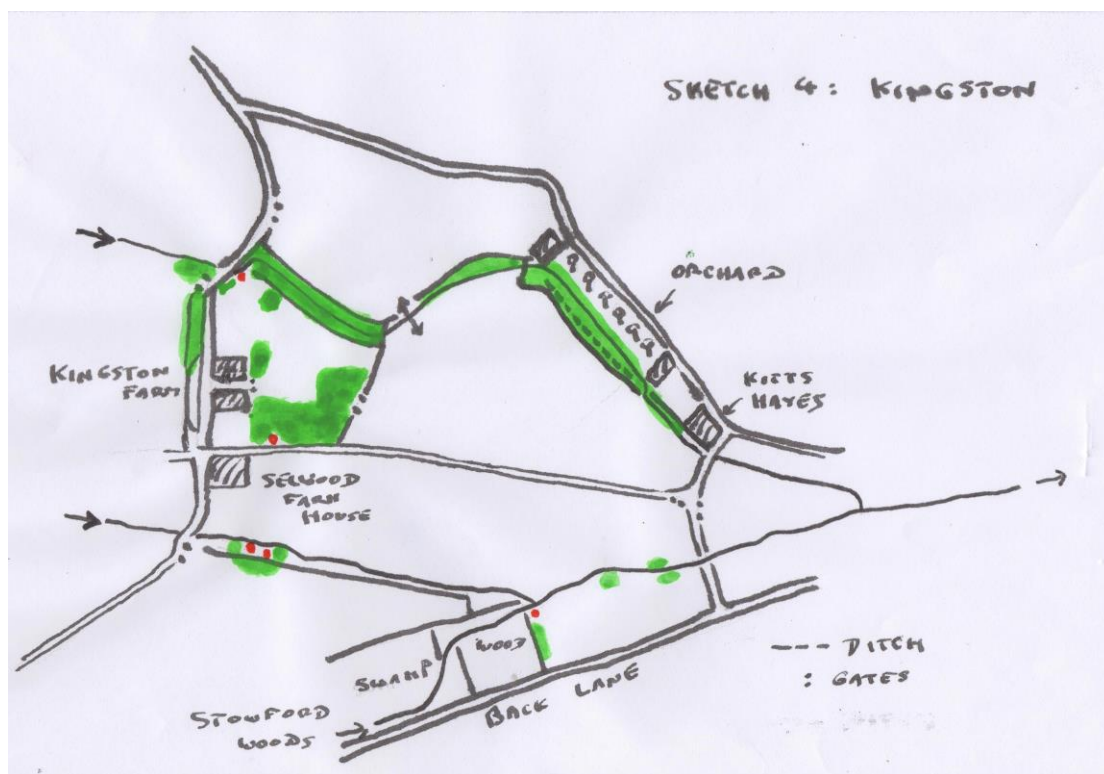 SKETCH 4: KINGSTON
ORCHARD
KINGSTON
FARM
KITTS
HAYES
SELWOOD
FARM
HOUSE
WOOD
SWAMP
BACK LANE
STOWFORD
WOODS
--- DITCH
: GATES